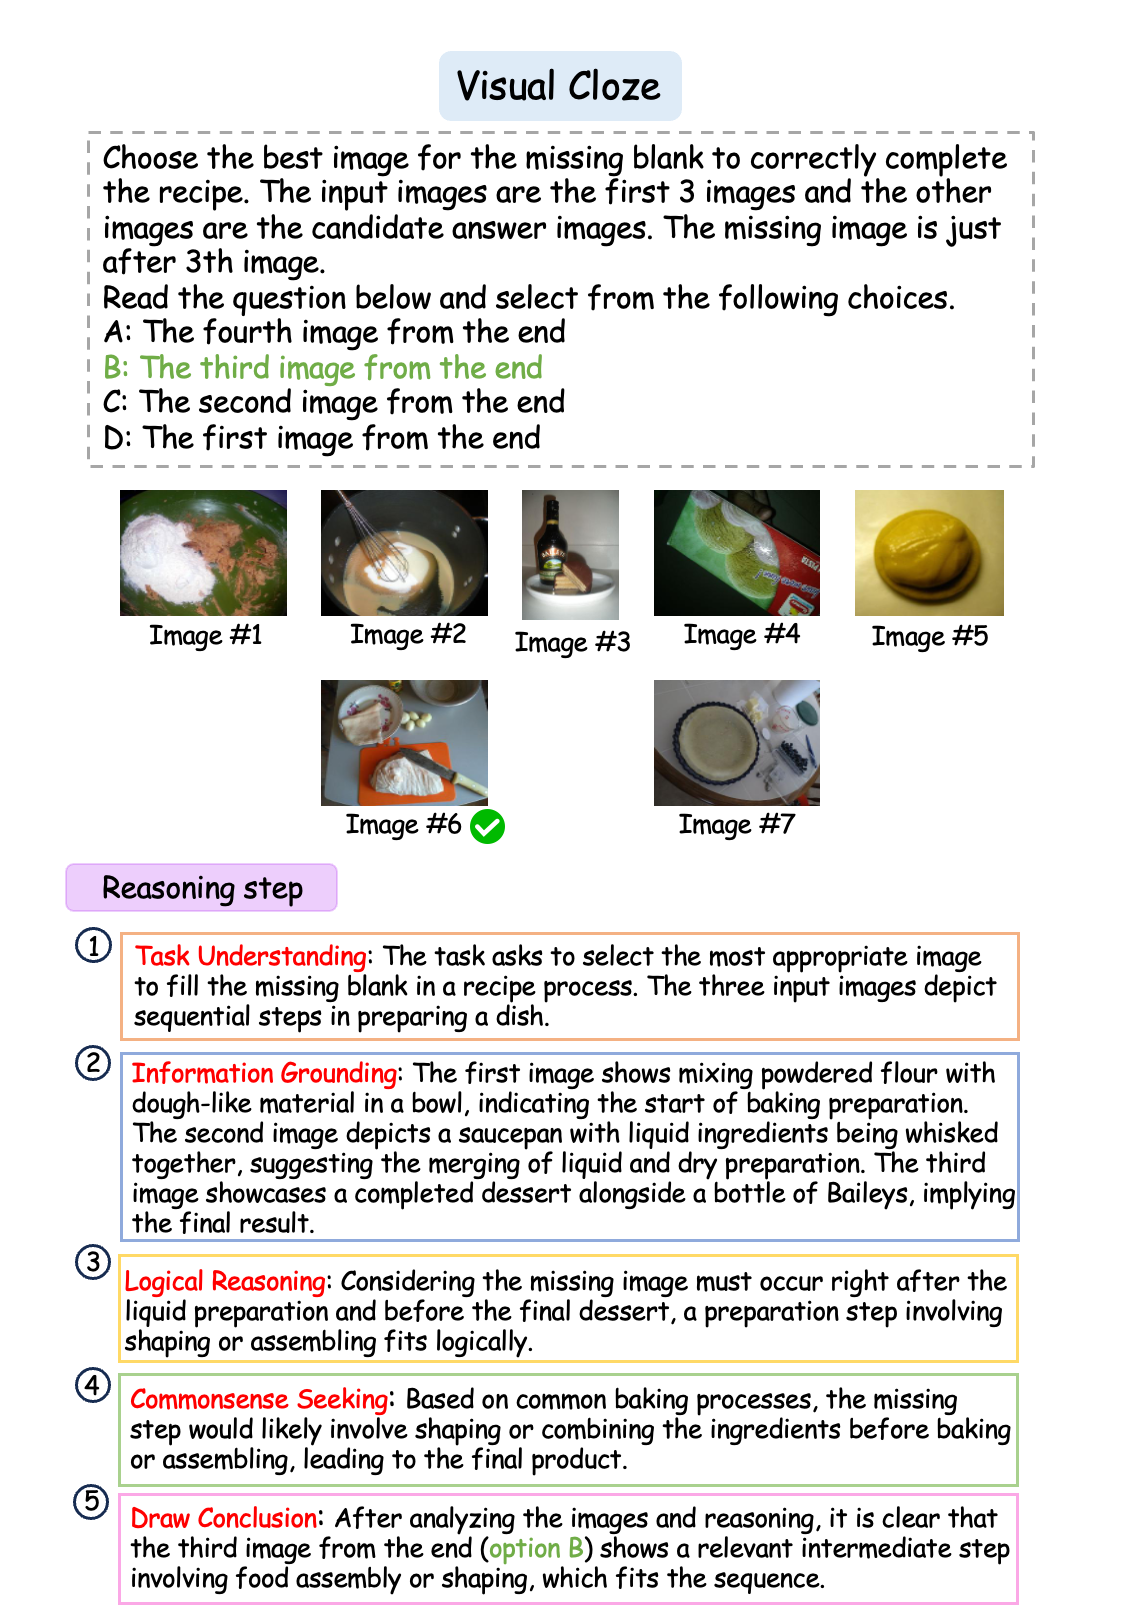 Visual Cloze
Choose the best image for the missing blank to correctly complete
the recipe. The input images are the first 3 images and the other
images are the candidate answer images. The missing image is just
after 3th image.
Read the question below and select from the following choices.
A: The fourth image from the end
B: The third image from the end
C: The second image from the end
D: The first image from the end
BAILEYS
Image #1
Image #2
Image #3
Image #4
Image #5
Image #6
Image #7
Reasoning step
1 Task Understanding: The task asks to select the most appropriate image
to fill the missing blank in a recipe process. The three input images depict
sequential steps in preparing a dish.
2 Information Grounding: The first image shows mixing powdered flour with
dough-like material in a bowl, indicating the start of baking preparation.
The second image depicts a saucepan with liquid ingredients being whisked
together, suggesting the merging of liquid and dry preparation. The third
image showcases a completed dessert alongside a bottle of Baileys, implying
the final result.
3 Logical Reasoning: Considering the missing image must occur right after the
liquid preparation and before the final dessert, a preparation step involving
shaping or assembling fits logically.
4 Commonsense Seeking: Based on common baking processes, the missing
step would likely involve shaping or combining the ingredients before baking
or assembling, leading to the final product.
5 Draw Conclusion: After analyzing the images and reasoning, it is clear that
the third image from the end (option B) shows a relevant intermediate step
involving food assembly or shaping, which fits the sequence.